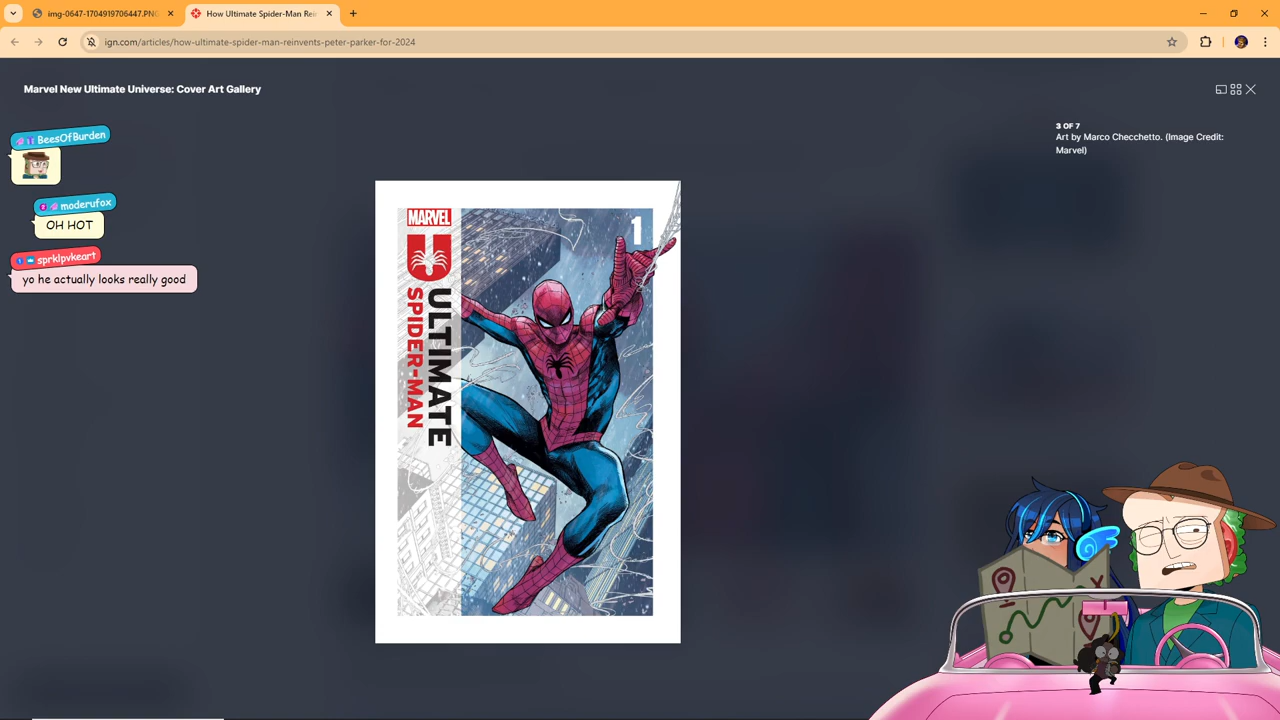 img-0647-1704919706447.PNG
How Ultimate Spider-Man Rei
ign.com/articles/how-ultimate-spider-man-reinvents-peter-parker-for-2024
Marvel New Ultimate Universe: Cover Art Gallery
3 OF 7
Art by Marco Checchetto. (Image Credit:
Marvel)
BeesOfBurden
moderufox
OH HOT
sprklpvkeart
yo he actually looks really good
MARVEL
U
ULTIMATE
SPIDER-MAN
1